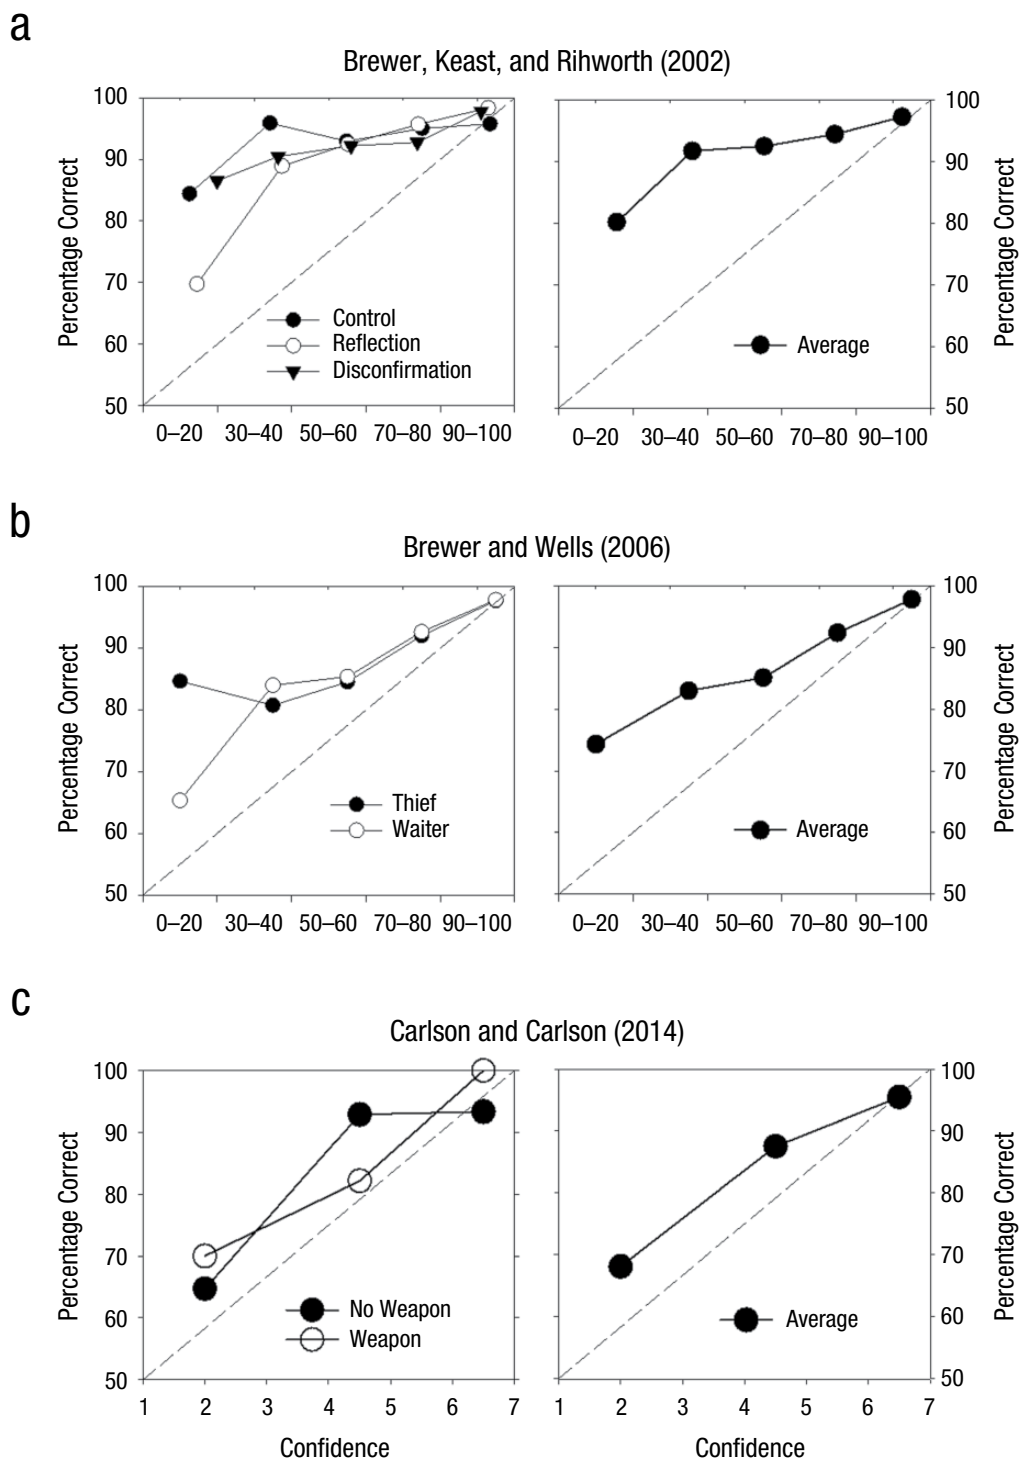 a
Brewer, Keast, and Rihworth (2002)
100
90
80
70
60
50
Percentage Correct
Control
Reflection
Disconfirmation
0–20 30–40 50–60 70–80 90–100
Average
0–20 30–40 50–60 70–80 90–100
100
90
80
70
60
50
Percentage Correct
b
Brewer and Wells (2006)
100
90
80
70
60
50
Percentage Correct
Thief
Waiter
0–20 30–40 50–60 70–80 90–100
Average
0–20 30–40 50–60 70–80 90–100
100
90
80
70
60
50
Percentage Correct
c
Carlson and Carlson (2014)
100
90
80
70
60
50
Percentage Correct
No Weapon
Weapon
1 2 3 4 5 6 7
Confidence
Average
1 2 3 4 5 6 7
Confidence
100
90
80
70
60
50
Percentage Correct